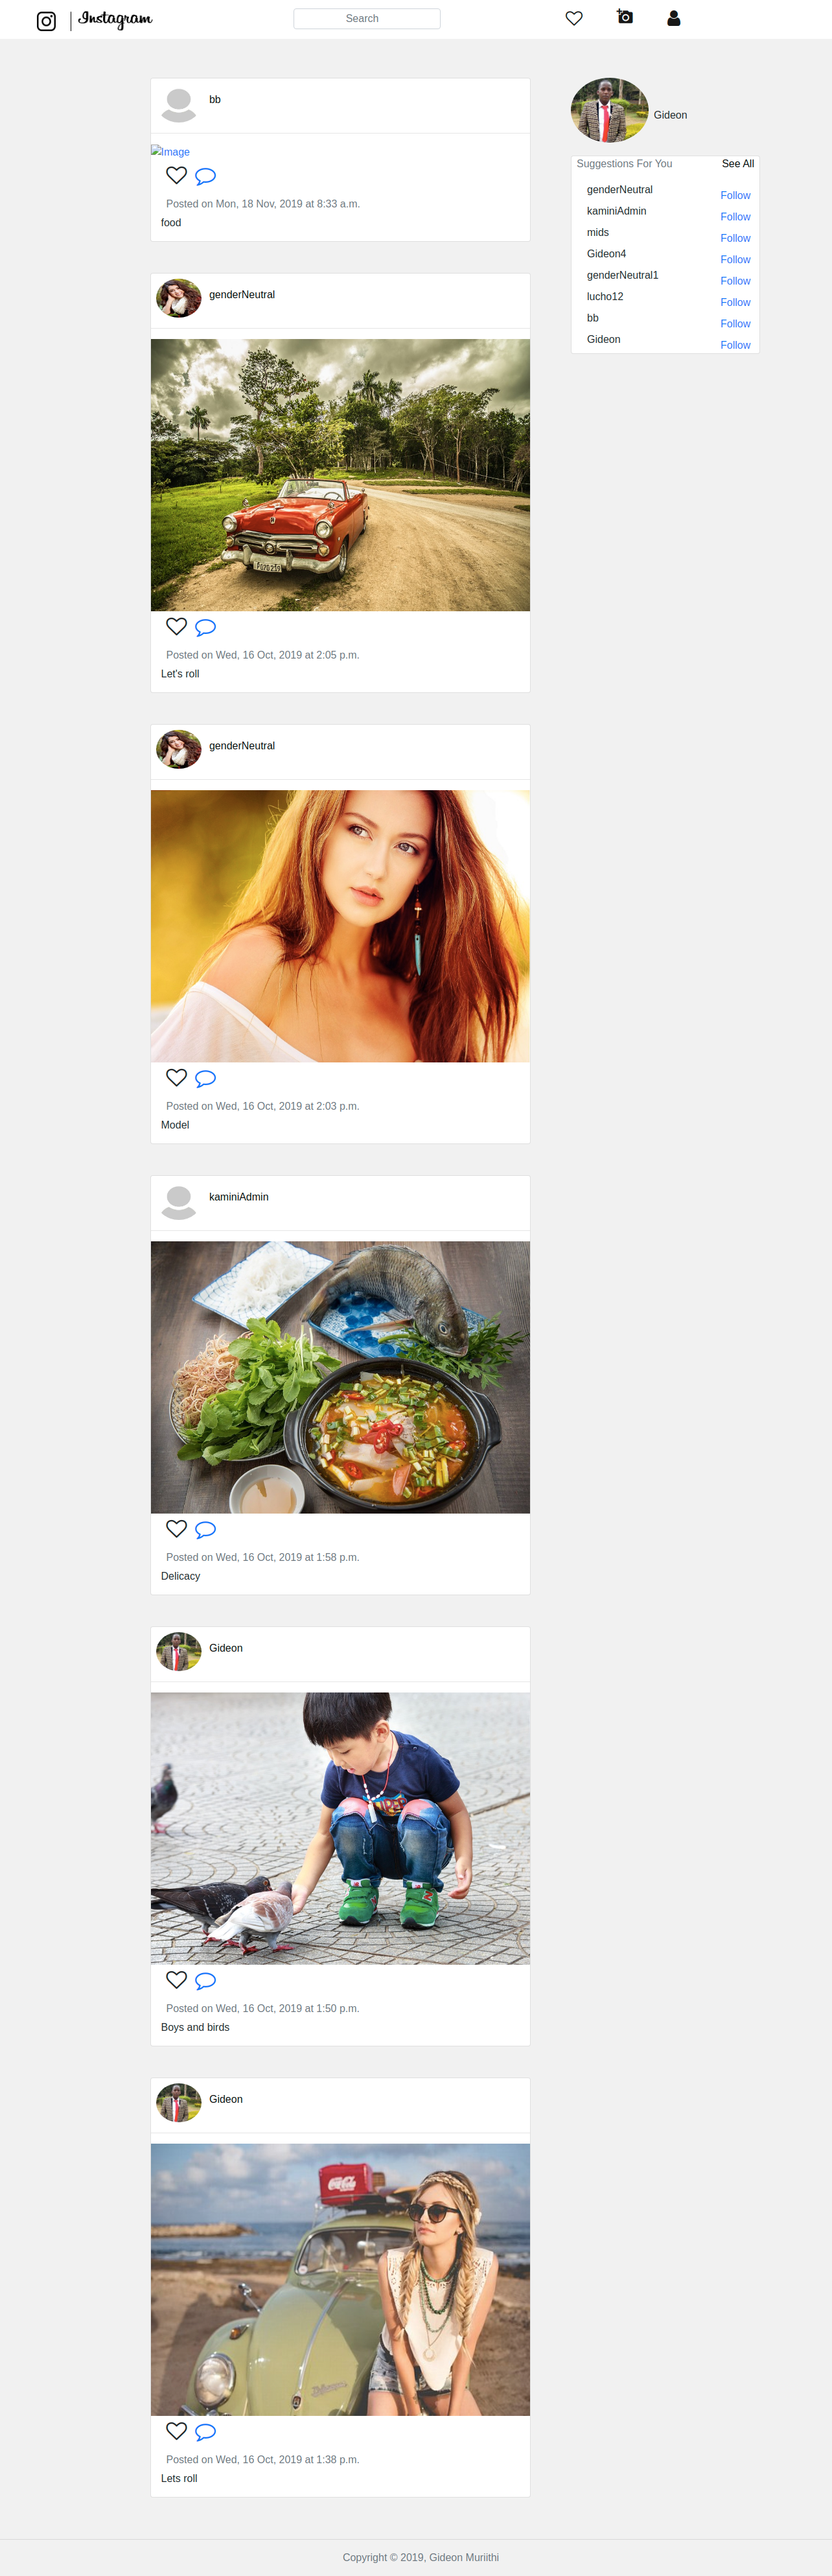 Instagram
Search
bb
Image
Posted on Mon, 18 Nov, 2019 at 8:33 a.m.
food
genderNeutral
Posted on Wed, 16 Oct, 2019 at 2:05 p.m.
Let's roll
genderNeutral
Posted on Wed, 16 Oct, 2019 at 2:03 p.m.
Model
kaminiAdmin
Posted on Wed, 16 Oct, 2019 at 1:58 p.m.
Delicacy
Gideon
Posted on Wed, 16 Oct, 2019 at 1:50 p.m.
Boys and birds
Gideon
Coca-Cola
Posted on Wed, 16 Oct, 2019 at 1:38 p.m.
Lets roll
Gideon
Suggestions For You See All
genderNeutral Follow
kaminiAdmin Follow
mids Follow
Gideon4 Follow
genderNeutral1 Follow
lucho12 Follow
bb Follow
Gideon Follow
Copyright © 2019, Gideon Muriithi